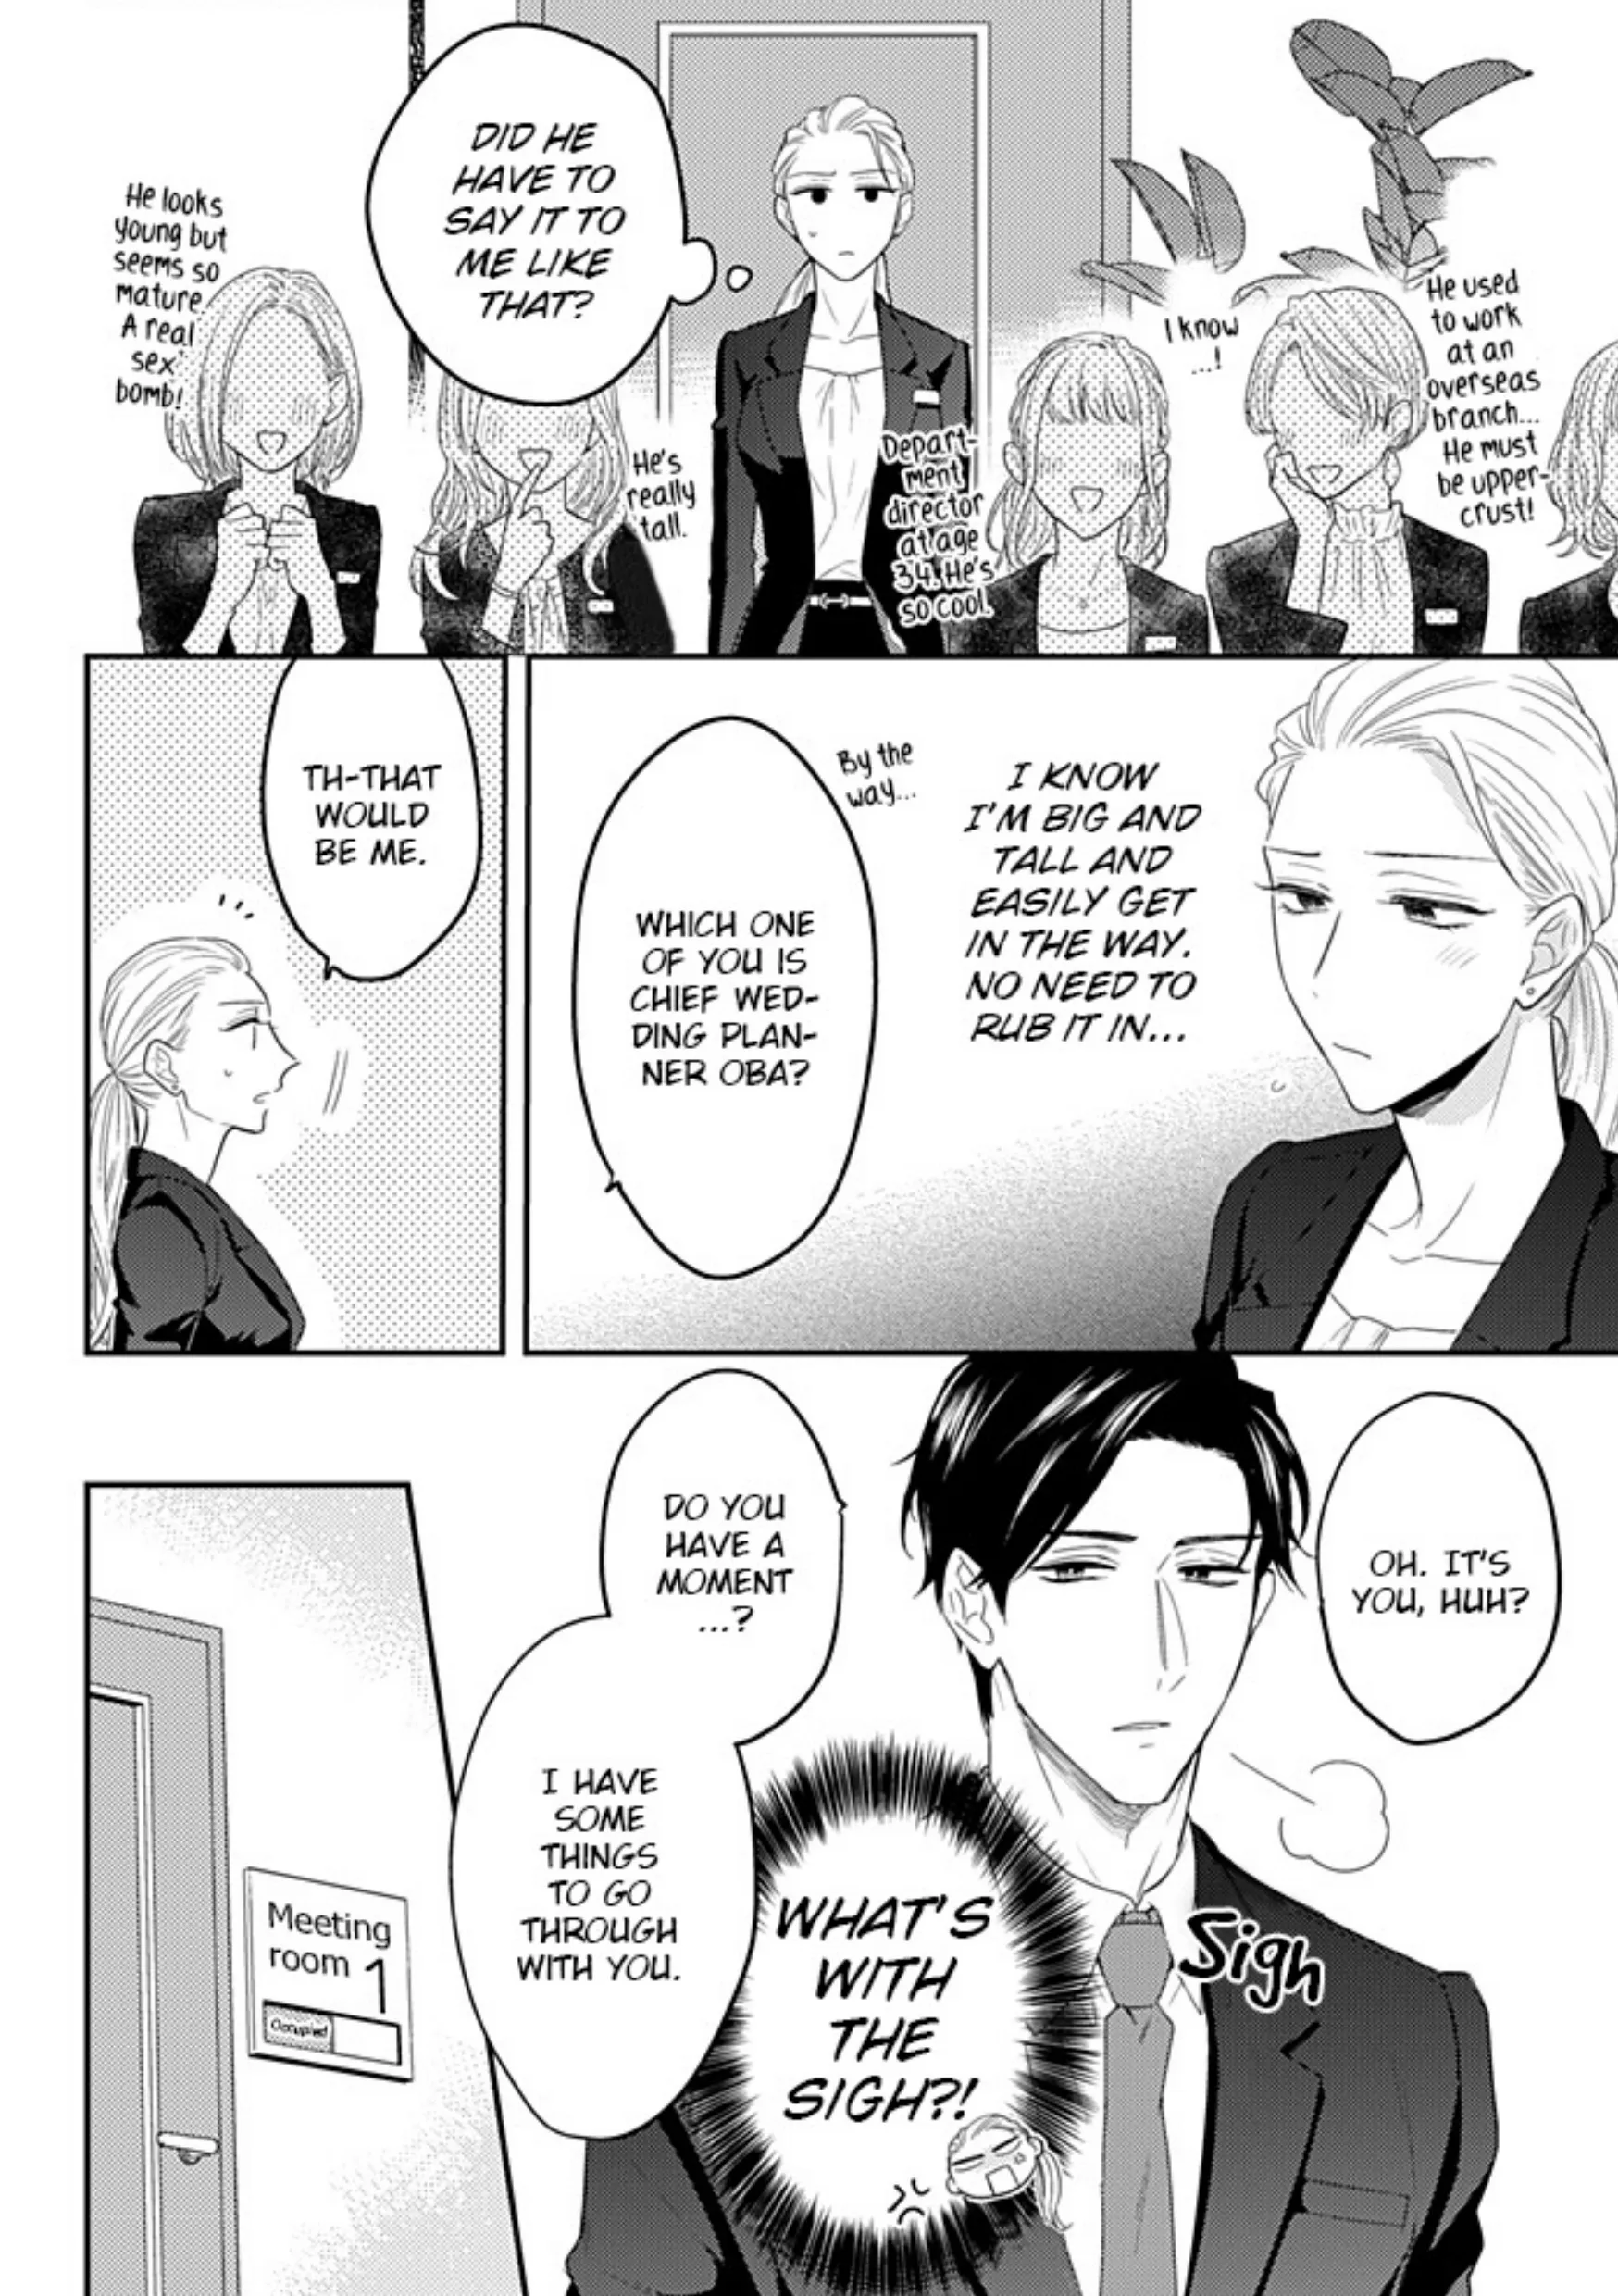 He used
to work
at an
overseas
branch...
He must
be upper-
crust!
I know
...!
Depart-
ment
director
at age
34. He's
so cool.
DID HE
HAVE TO
SAY IT TO
ME LIKE
THAT?
He's
really
tall.
He looks
young but
seems so
mature.
A real
sex
bomb!
I KNOW
I'M BIG AND
TALL AND
EASILY GET
IN THE WAY.
NO NEED TO
RUB IT IN...
By the
way...
WHICH ONE
OF YOU IS
CHIEF WED-
DING PLAN-
NER OBA?
TH-THAT
WOULD
BE ME.
OH. IT'S
YOU, HUH?
Sigh
WHAT'S
WITH
THE
SIGH?!
DO YOU
HAVE A
MOMENT
...?
I HAVE
SOME
THINGS
TO GO
THROUGH
WITH YOU.
Meeting
room 1
Occupied